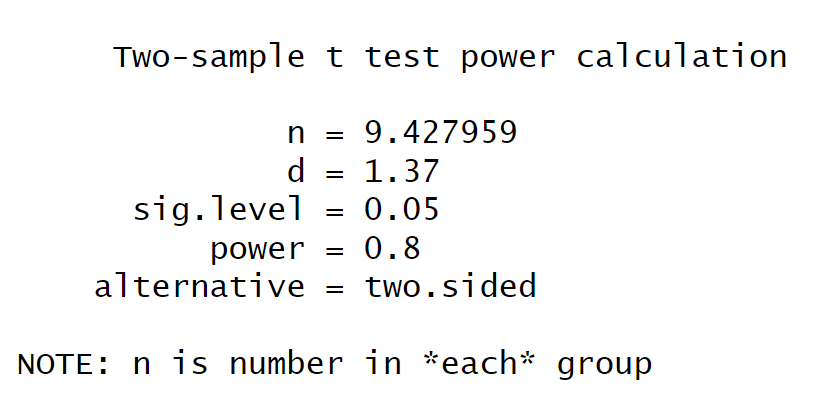 Two-sample t test power calculation
n = 9.427959
d = 1.37
sig.level = 0.05
power = 0.8
alternative = two.sided
NOTE: n is number in *each* group